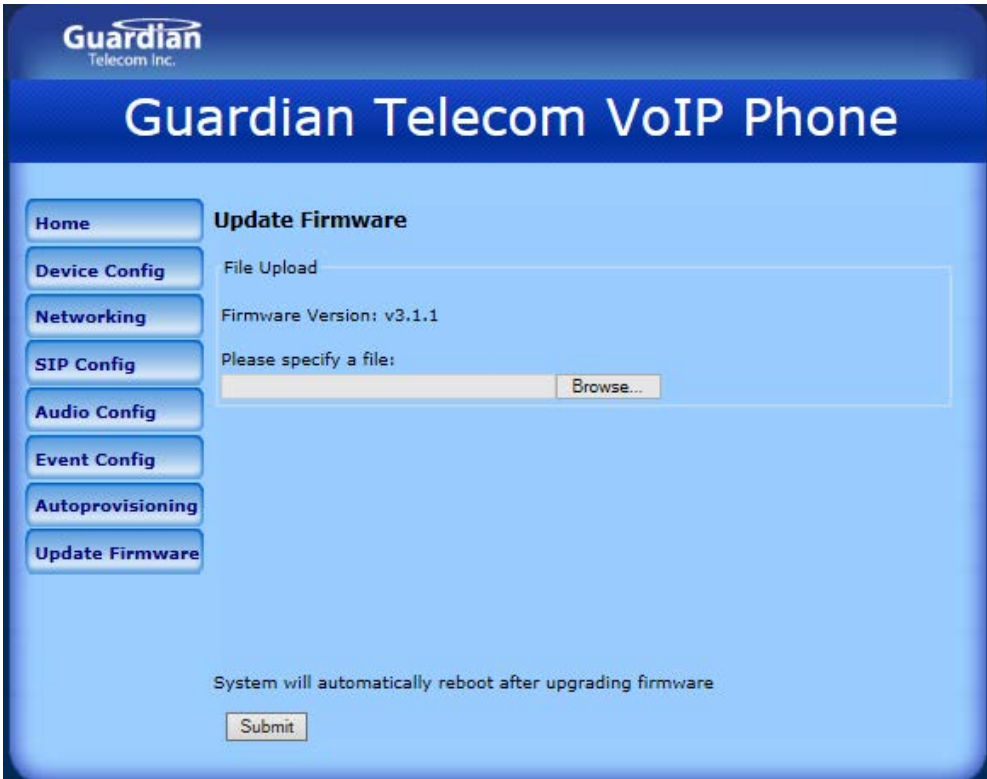 Guardian
Telecom Inc.
Guardian Telecom VoIP Phone
Home
Device Config
Networking
SIP Config
Audio Config
Event Config
Autoprovisioning
Update Firmware
Update Firmware
File Upload
Firmware Version: v3.1.1
Please specify a file:
Browse...
System will automatically reboot after upgrading firmware
Submit